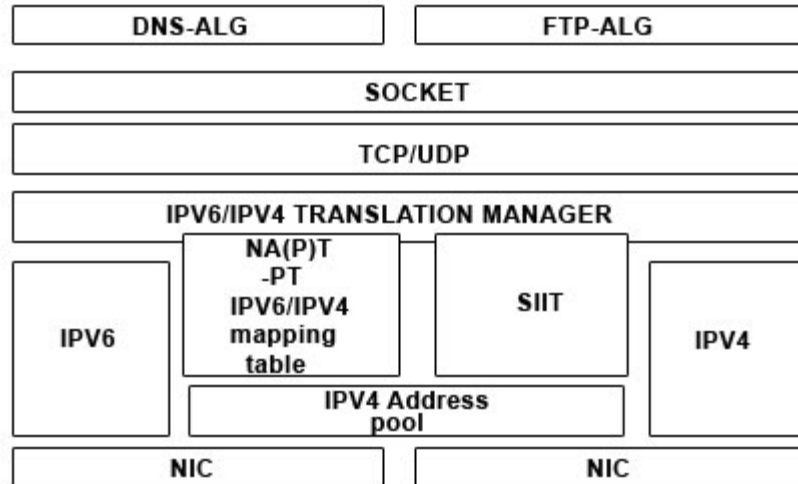 DNS-ALG
FTP-ALG
SOCKET
TCP/UDP
IPV6/IPV4 TRANSLATION MANAGER
NA(P)T
-PT
IPV6/IPV4
mapping
table
SIIT
IPV6
IPV4
IPV4 Address
pool
NIC
NIC